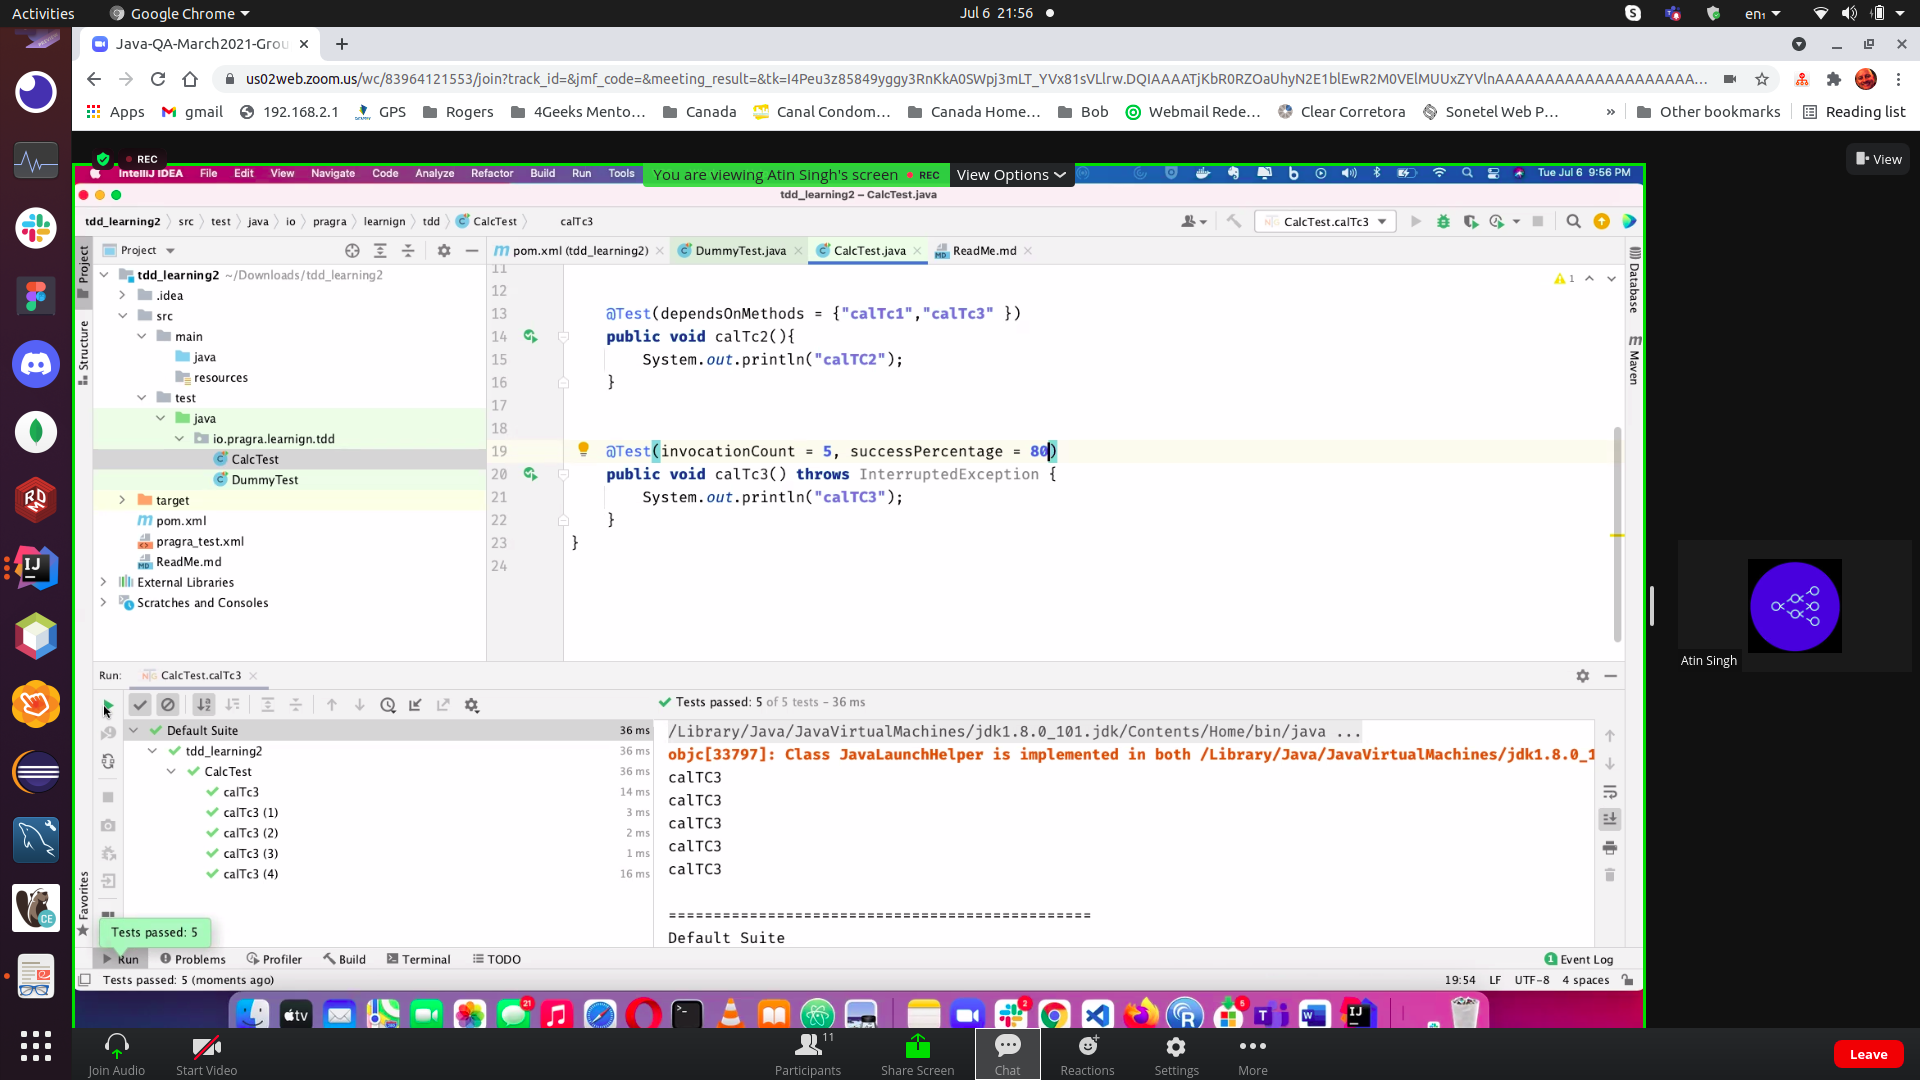 Activities
Google Chrome
Jul 6 21:56
en₁
Java-QA-March2021-Grou
us02web.zoom.us/wc/83964121553/join?track_id=&jmf_code=&meeting_result=&tk=I4Peu3z85849yggy3RnKkA0SWpj3mLT_YVx81sVLlrw.DQIAAAATjKbR0RZOaUhyN2E1blEwR2M0VElMUUxZYVlnAAAAAAAAAAAAAAAAAAAA...
Apps
gmail
192.168.2.1
GPS
Rogers
4Geeks Mento...
Canada
Canal Condom...
Canada Home...
Bob
Webmail Rede...
Clear Corretora
Sonetel Web P...
»
Other bookmarks
Reading list
REC
View
IntelliJ IDEA File Edit View Navigate Code Analyze Refactor Build Run Tools
You are viewing Atin Singh's screen
REC
View Options
Tue Jul 6 9:56 PM
tdd_learning2 – CalcTest.java
tdd_learning2 src test java io pragra learnign tdd CalcTest calTc3
CalcTest.calTc3
Project
pom.xml (tdd_learning2)
DummyTest.java
CalcTest.java
ReadMe.md
Project
Structure
Favorites
Database
Maven
tdd_learning2 ~/Downloads/tdd_learning2
.idea
src
main
java
resources
test
java
io.pragra.learnign.tdd
CalcTest
DummyTest
target
pom.xml
pragra_test.xml
ReadMe.md
External Libraries
Scratches and Consoles
1
11
12
13 @Test(dependsOnMethods = {"calTc1","calTc3" })
14 public void calTc2(){
15 System.out.println("calTC2");
16 }
17
18
19 @Test(invocationCount = 5, successPercentage = 80)
20 public void calTc3() throws InterruptedException {
21 System.out.println("calTC3");
22 }
23 }
24
Run:
CalcTest.calTc3
Tests passed: 5 of 5 tests – 36 ms
Default Suite 36 ms
tdd_learning2 36 ms
CalcTest 36 ms
calTc3 14 ms
calTc3 (1) 3 ms
calTc3 (2) 2 ms
calTc3 (3) 1 ms
calTc3 (4) 16 ms
/Library/Java/JavaVirtualMachines/jdk1.8.0_101.jdk/Contents/Home/bin/java ...
objc[33797]: Class JavaLaunchHelper is implemented in both /Library/Java/JavaVirtualMachines/jdk1.8.0_1
calTC3
calTC3
calTC3
calTC3
calTC3
===============================================
Default Suite
Tests passed: 5
Run
Problems
Profiler
Build
Terminal
TODO
1 Event Log
Tests passed: 5 (moments ago)
19:54 LF UTF-8 4 spaces
Atin Singh
tv
21
2
5
Join Audio
Start Video
11
Participants
Share Screen
Chat
Reactions
Settings
More
Leave